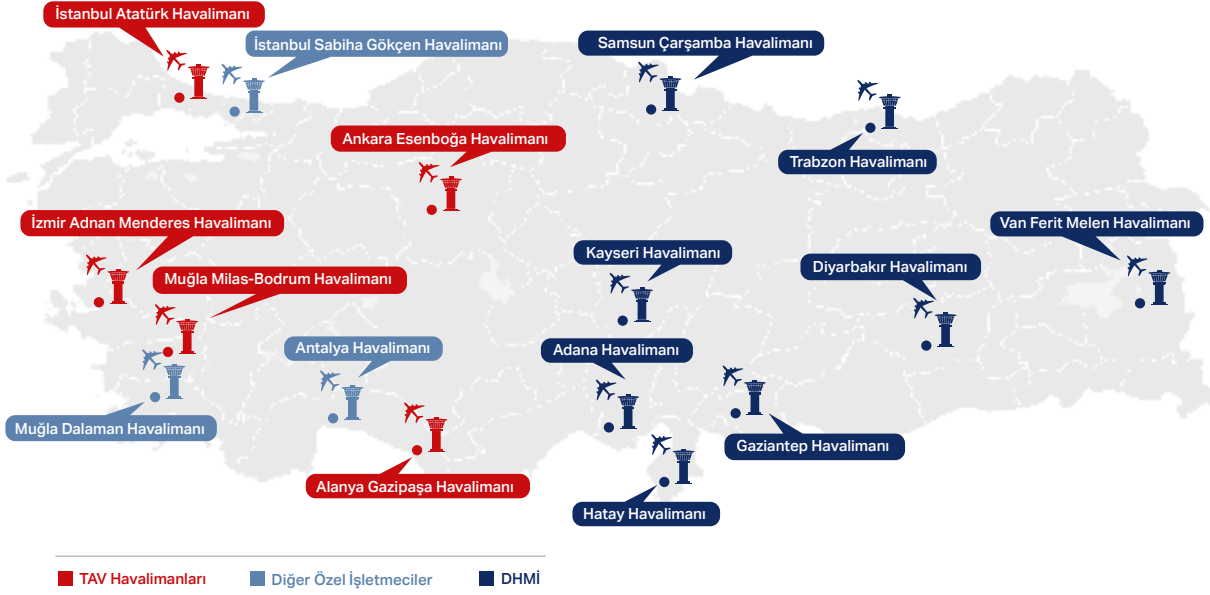 İstanbul Atatürk Havalimanı
İstanbul Sabiha Gökçen Havalimanı
Samsun Çarşamba Havalimanı
Ankara Esenboğa Havalimanı
Trabzon Havalimanı
İzmir Adnan Menderes Havalimanı
Van Ferit Melen Havalimanı
Kayseri Havalimanı
Diyarbakır Havalimanı
Muğla Milas-Bodrum Havalimanı
Antalya Havalimanı
Adana Havalimanı
Muğla Dalaman Havalimanı
Gaziantep Havalimanı
Alanya Gazipaşa Havalimanı
Hatay Havalimanı
TAV Havalimanları
Diğer Özel İşletmeciler
DHMİ